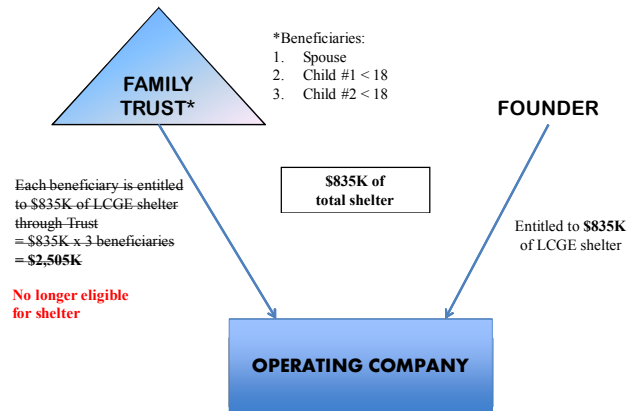 *Beneficiaries:
1. Spouse
2. Child #1 < 18
3. Child #2 < 18
FAMILY
TRUST*
FOUNDER
Each beneficiary is entitled
to $835K of LCGE shelter
through Trust
= $835K x 3 beneficiaries
= $2,505K
No longer eligible
for shelter
$835K of
total shelter
Entitled to $835K
of LCGE shelter
OPERATING COMPANY